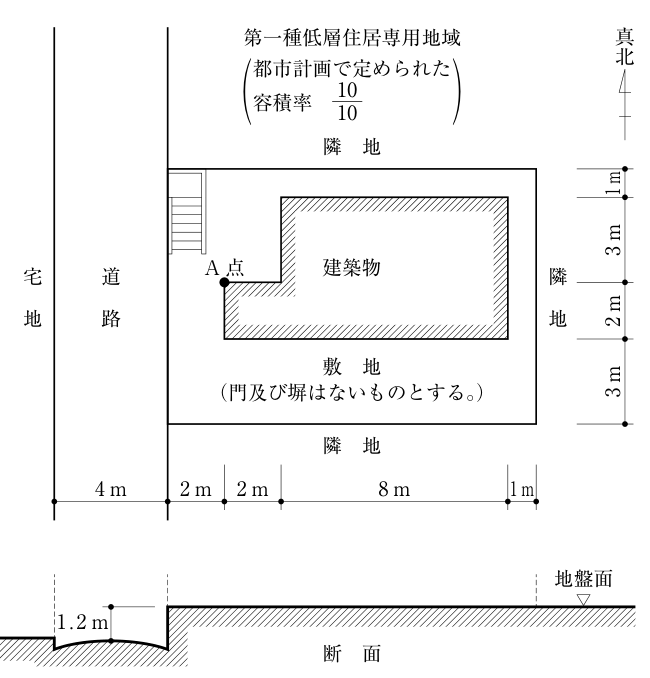 第一種低層住居専用地域
(都市計画で定められた
容積率 10/10)
真北
隣 地
1m
3m
A点
建築物
宅地
道路
隣地
2m
敷 地
(門及び塀はないものとする。)
3m
隣 地
4m
2m
2m
8m
1m
地盤面
1.2m
断 面